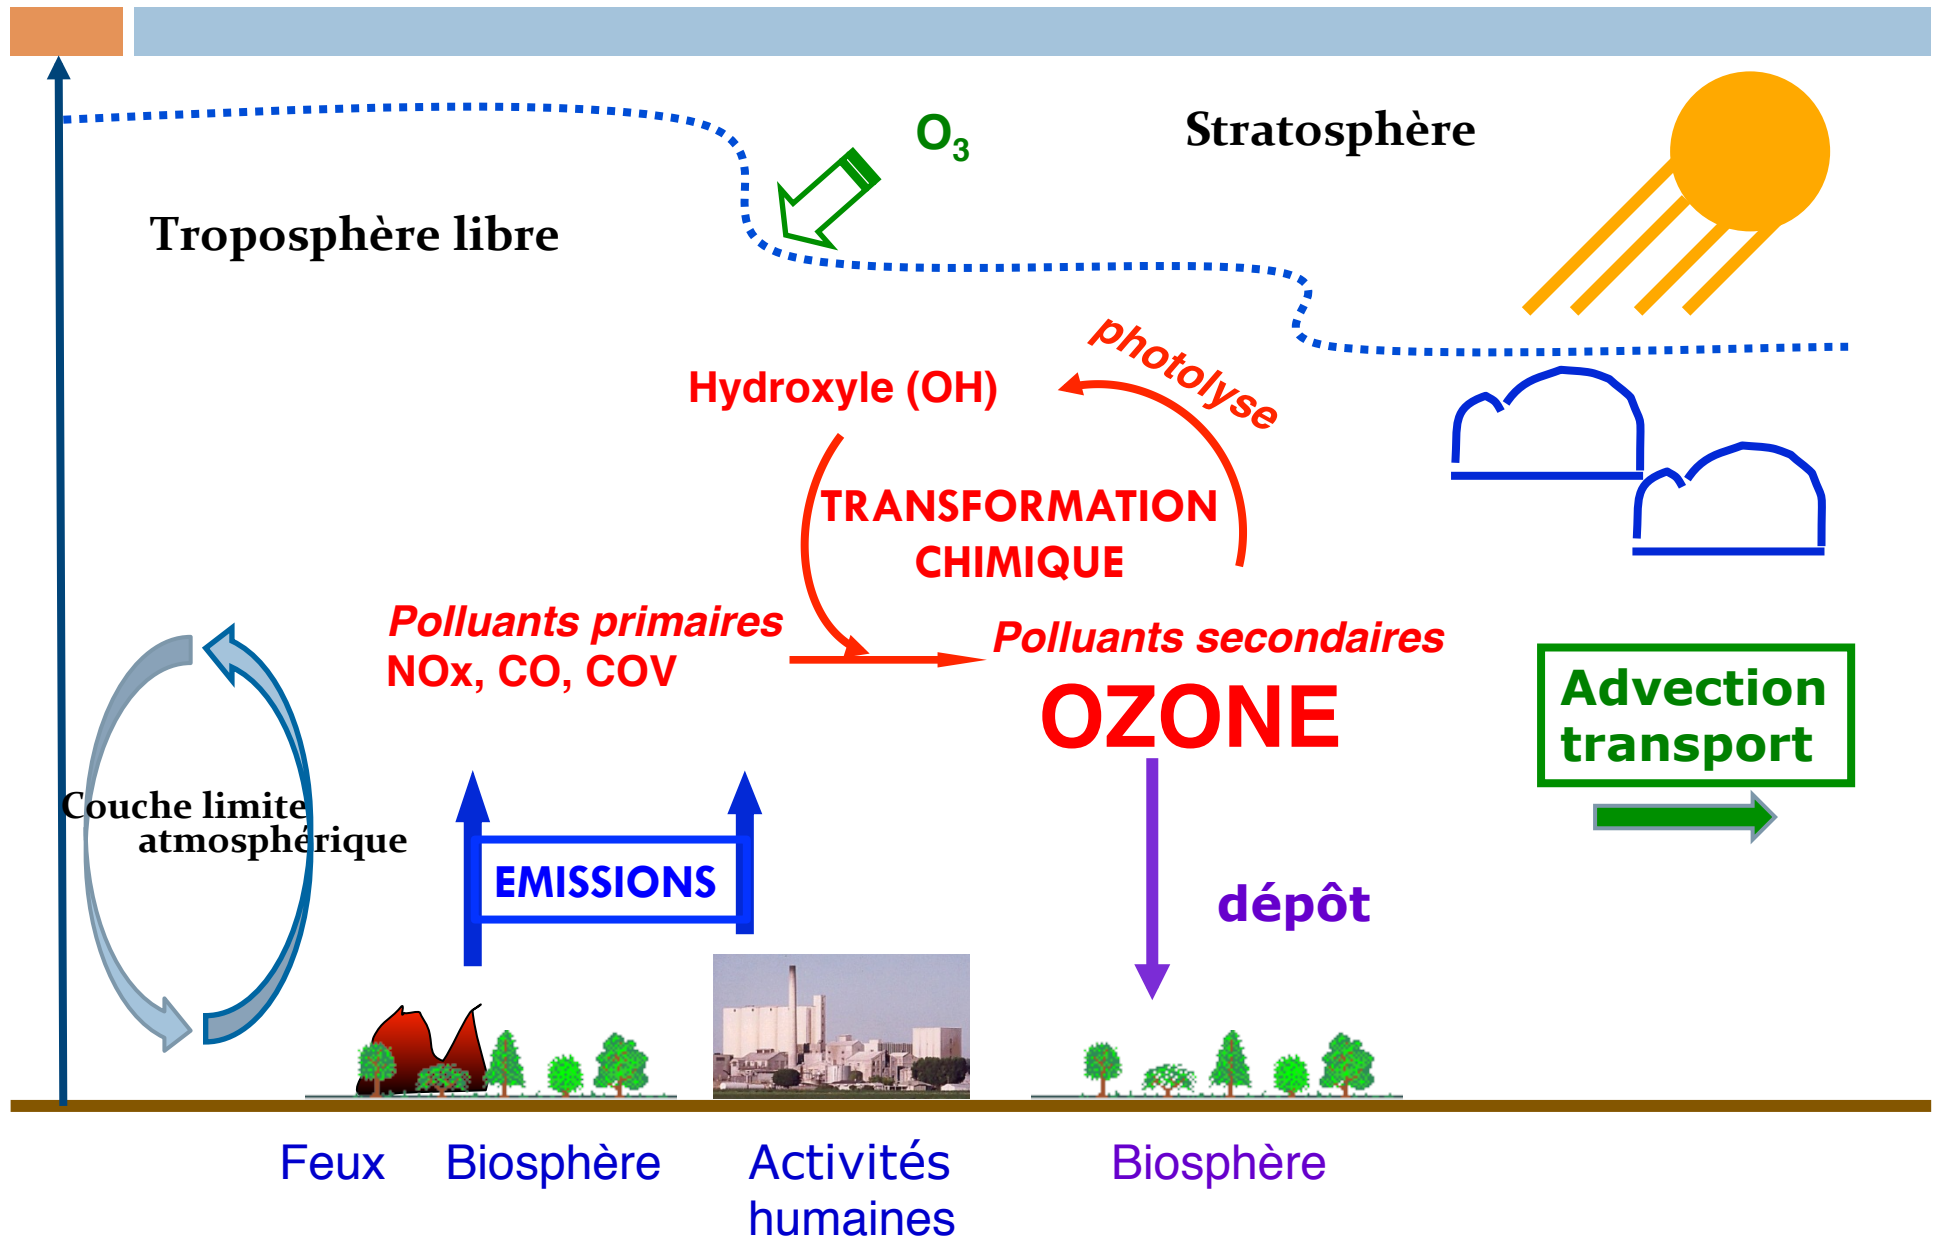 O3
Stratosphère
Troposphère libre
photolyse
Hydroxyle (OH)
TRANSFORMATION
CHIMIQUE
Polluants primaires
NOx, CO, COV
Polluants secondaires
OZONE
Advection
transport
Couche limite
atmosphérique
EMISSIONS
dépôt
Feux
Biosphère
Activités
humaines
Biosphère